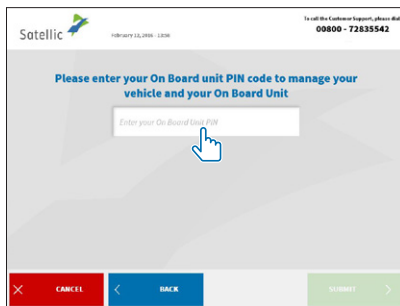 Satellic
February 12, 2016 - 13:56
To call the Customer Support, please dial
00800 - 72835542
Please enter your On Board unit PIN code to manage your
vehicle and your On Board Unit
Enter your On Board Unit PIN
CANCEL
BACK
SUBMIT